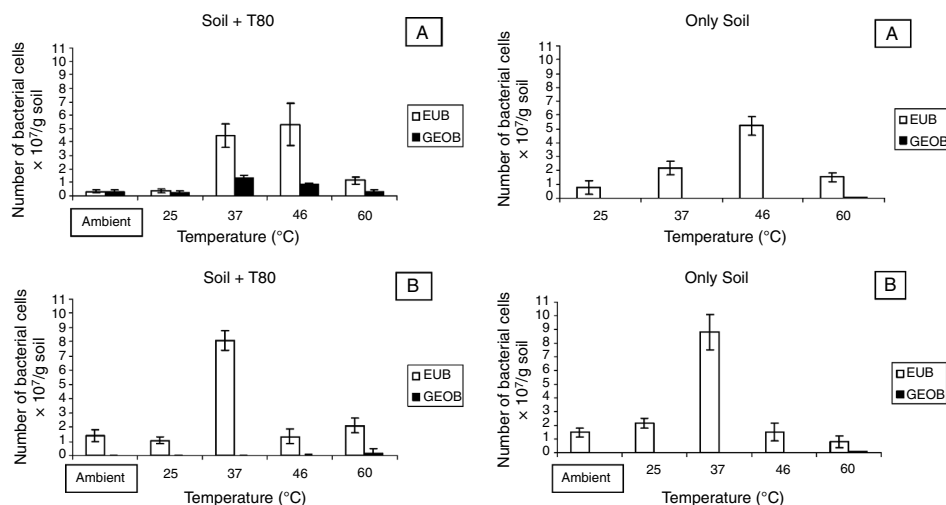 Soil + T80
A
Number of bacterial cells
× 10⁷/g soil
11
10
9
8
7
6
5
4
3
2
1
0
EUB
GEOB
Ambient
25
37
46
60
Temperature (°C)
Only Soil
A
Number of bacterial cells
× 10⁷/g soil
11
10
9
8
7
6
5
4
3
2
1
0
EUB
GEOB
25
37
46
60
Temperature (°C)
Soil + T80
B
Number of bacterial cells
× 10⁷/g soil
11
10
9
8
7
6
5
4
3
2
1
0
EUB
GEOB
Ambient
25
37
46
60
Temperature (°C)
Only Soil
B
Number of bacterial cells
× 10⁷/g soil
11
10
9
8
7
6
5
4
3
2
1
0
EUB
GEOB
Ambient
25
37
46
60
Temperature (°C)